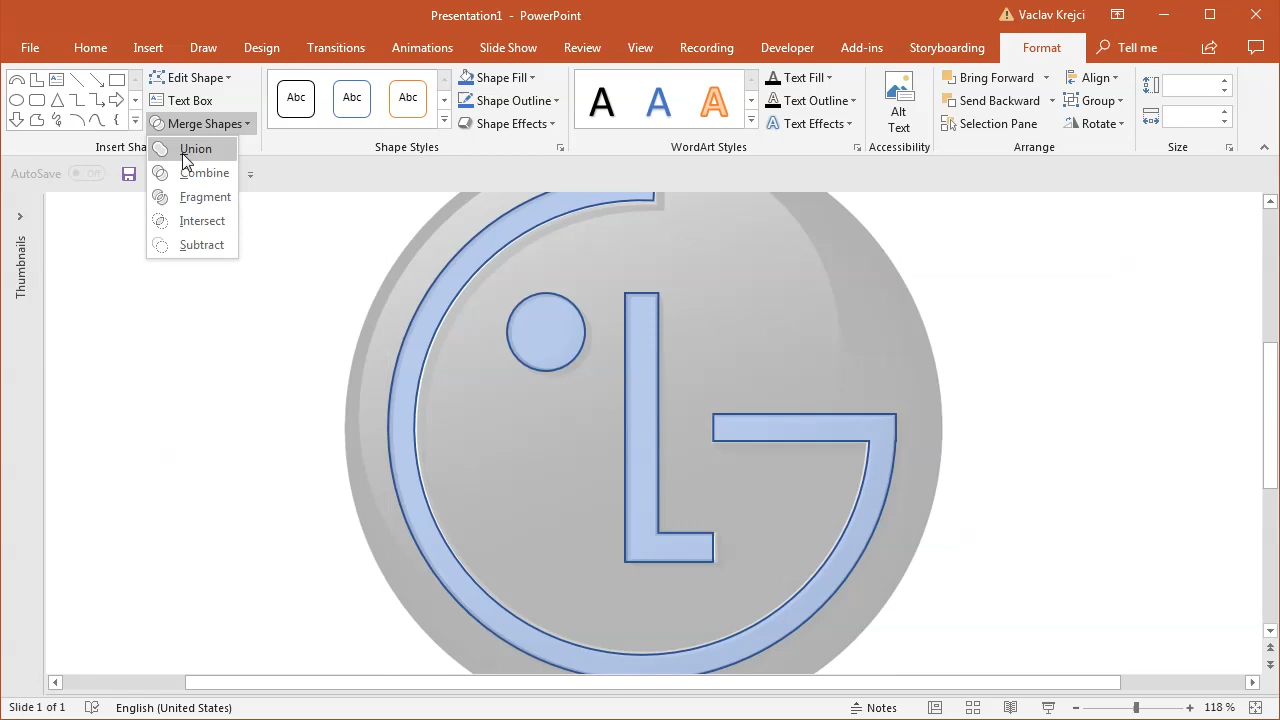 Presentation1 - PowerPoint
Vaclav Krejci
File Home Insert Draw Design Transitions Animations Slide Show Review View Recording Developer Add-ins Storyboarding Format Tell me
Edit Shape
Text Box
Merge Shapes
Insert Sha
Union
Combine
Fragment
Intersect
Subtract
Abc Abc Abc
Shape Fill
Shape Outline
Shape Effects
Shape Styles
A A A
Text Fill
Text Outline
Text Effects
WordArt Styles
Alt
Text
Accessibility
Bring Forward
Send Backward
Selection Pane
Align
Group
Rotate
Arrange
Size
AutoSave Off
Thumbnails
LG
Slide 1 of 1 English (United States) Notes 118 %